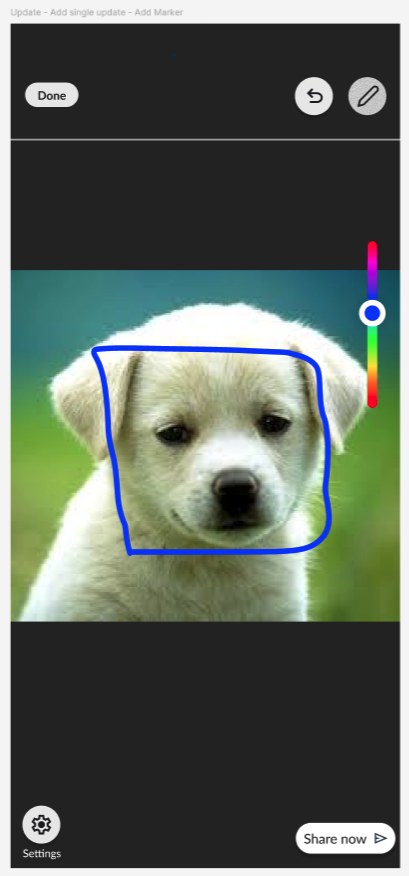 Update - Add single update - Add Marker
Done
Settings
Share now